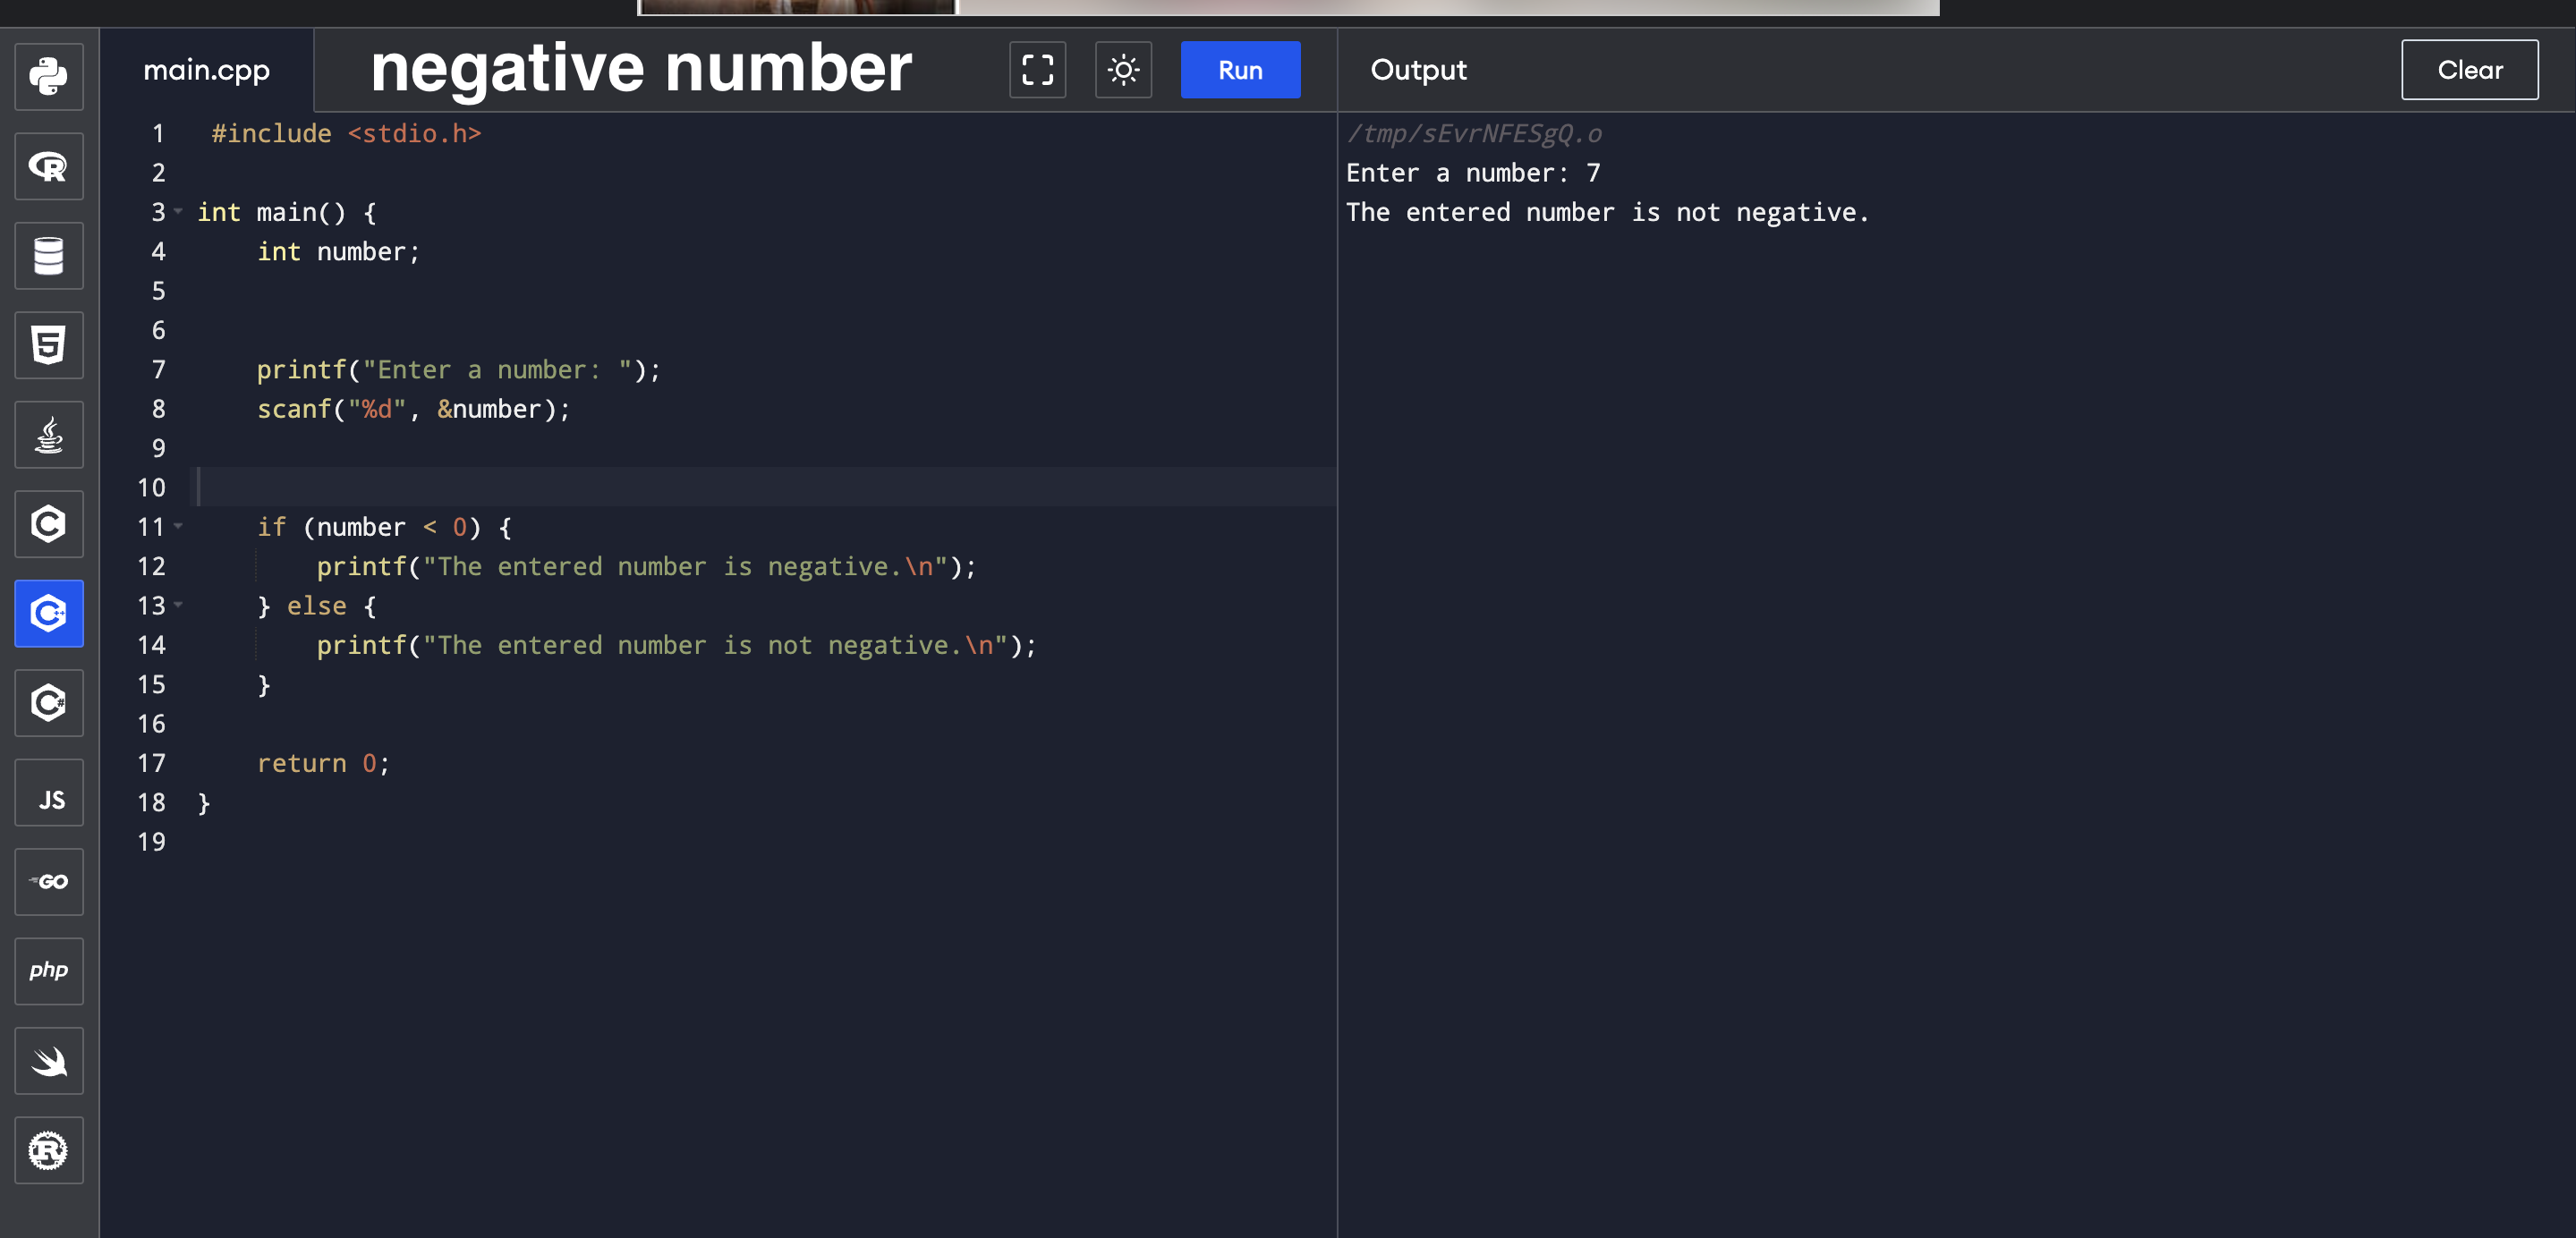 main.cpp
negative number
Run
Output
Clear
1 #include <stdio.h>
2
3 int main() {
4     int number;
5
6
7     printf("Enter a number: ");
8     scanf("%d", &number);
9
10
11     if (number < 0) {
12         printf("The entered number is negative.\n");
13     } else {
14         printf("The entered number is not negative.\n");
15     }
16
17     return 0;
18 }
19
/tmp/sEvrNFESgQ.o
Enter a number: 7
The entered number is not negative.
R
5
C
C++
C#
JS
GO
php
R